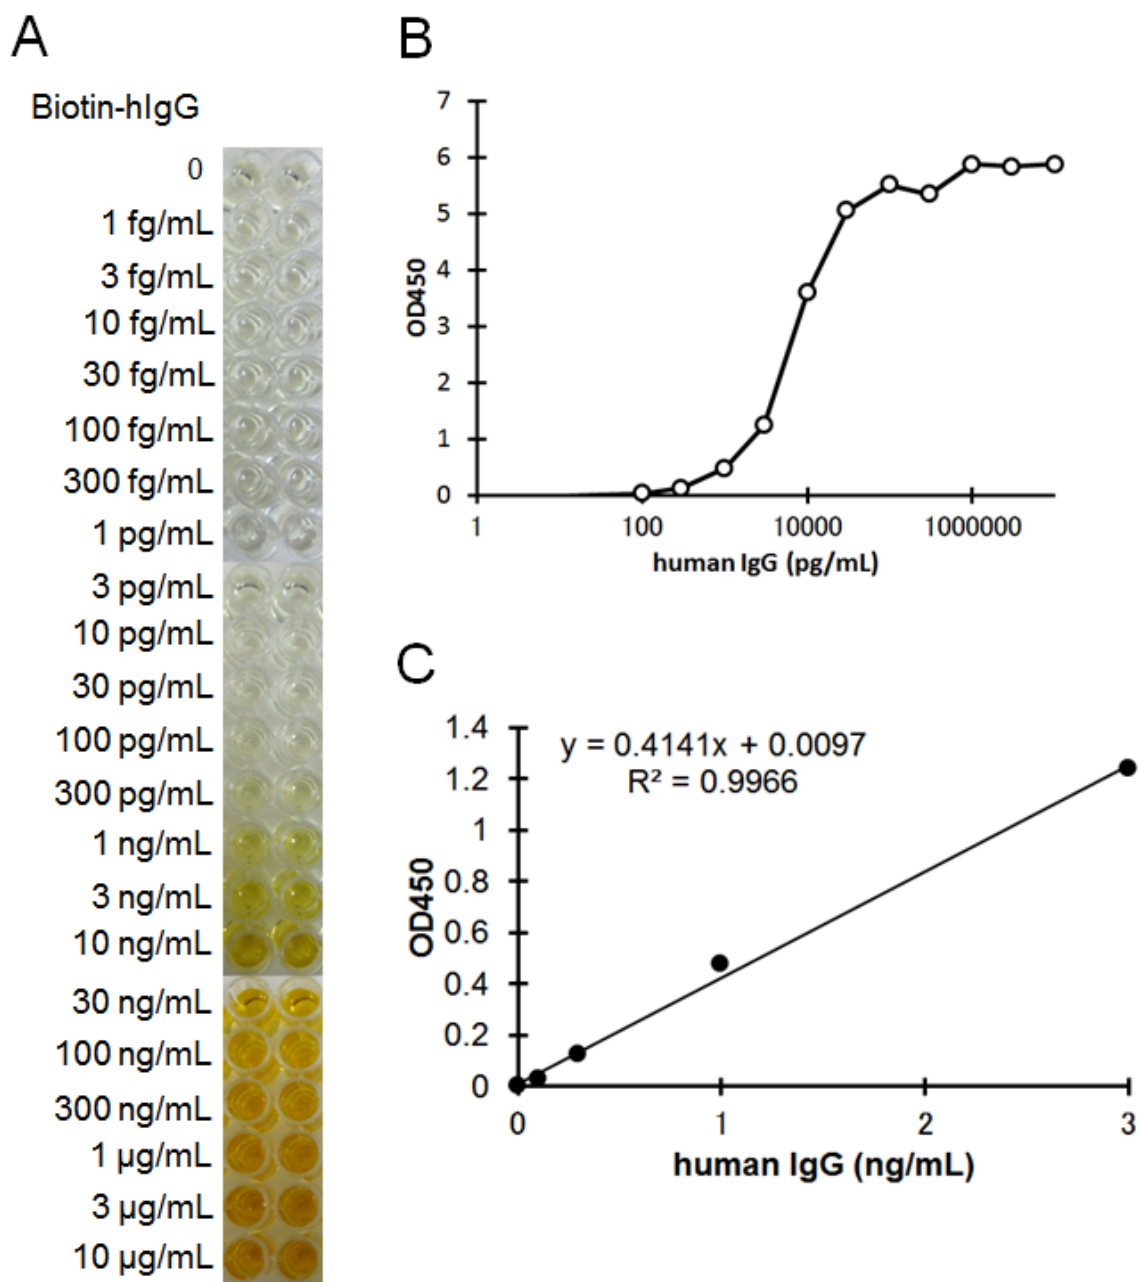 A
Biotin-hIgG
0
1 fg/mL
3 fg/mL
10 fg/mL
30 fg/mL
100 fg/mL
300 fg/mL
1 pg/mL
3 pg/mL
10 pg/mL
30 pg/mL
100 pg/mL
300 pg/mL
1 ng/mL
3 ng/mL
10 ng/mL
30 ng/mL
100 ng/mL
300 ng/mL
1 µg/mL
3 µg/mL
10 µg/mL
B
7
6
5
4
3
2
1
0
OD450
1 100 10000 1000000
human IgG (pg/mL)
C
y = 0.4141x + 0.0097
R² = 0.9966
1.4
1.2
1
0.8
0.6
0.4
0.2
0
OD450
0 1 2 3
human IgG (ng/mL)